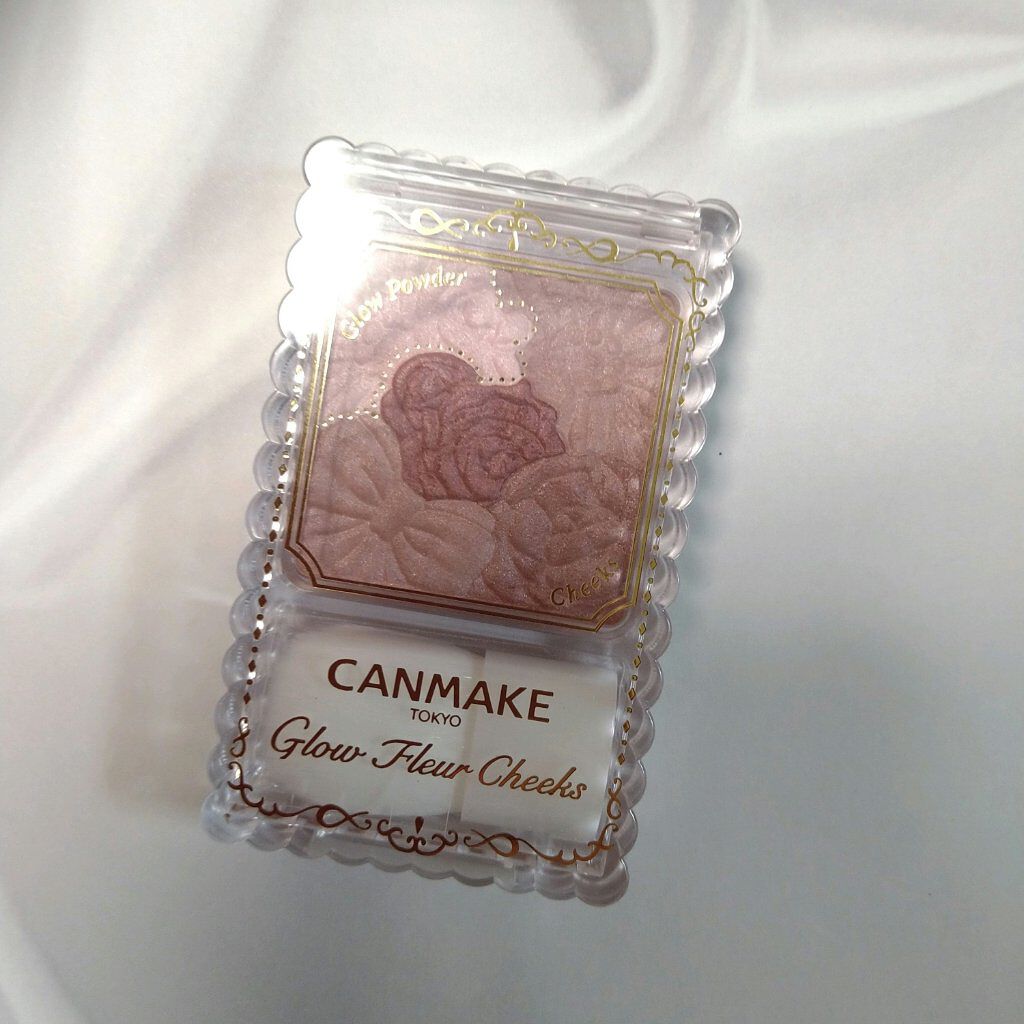 Glow Powder
Cheeks
CANMAKE
TOKYO
Glow Fleur Cheeks